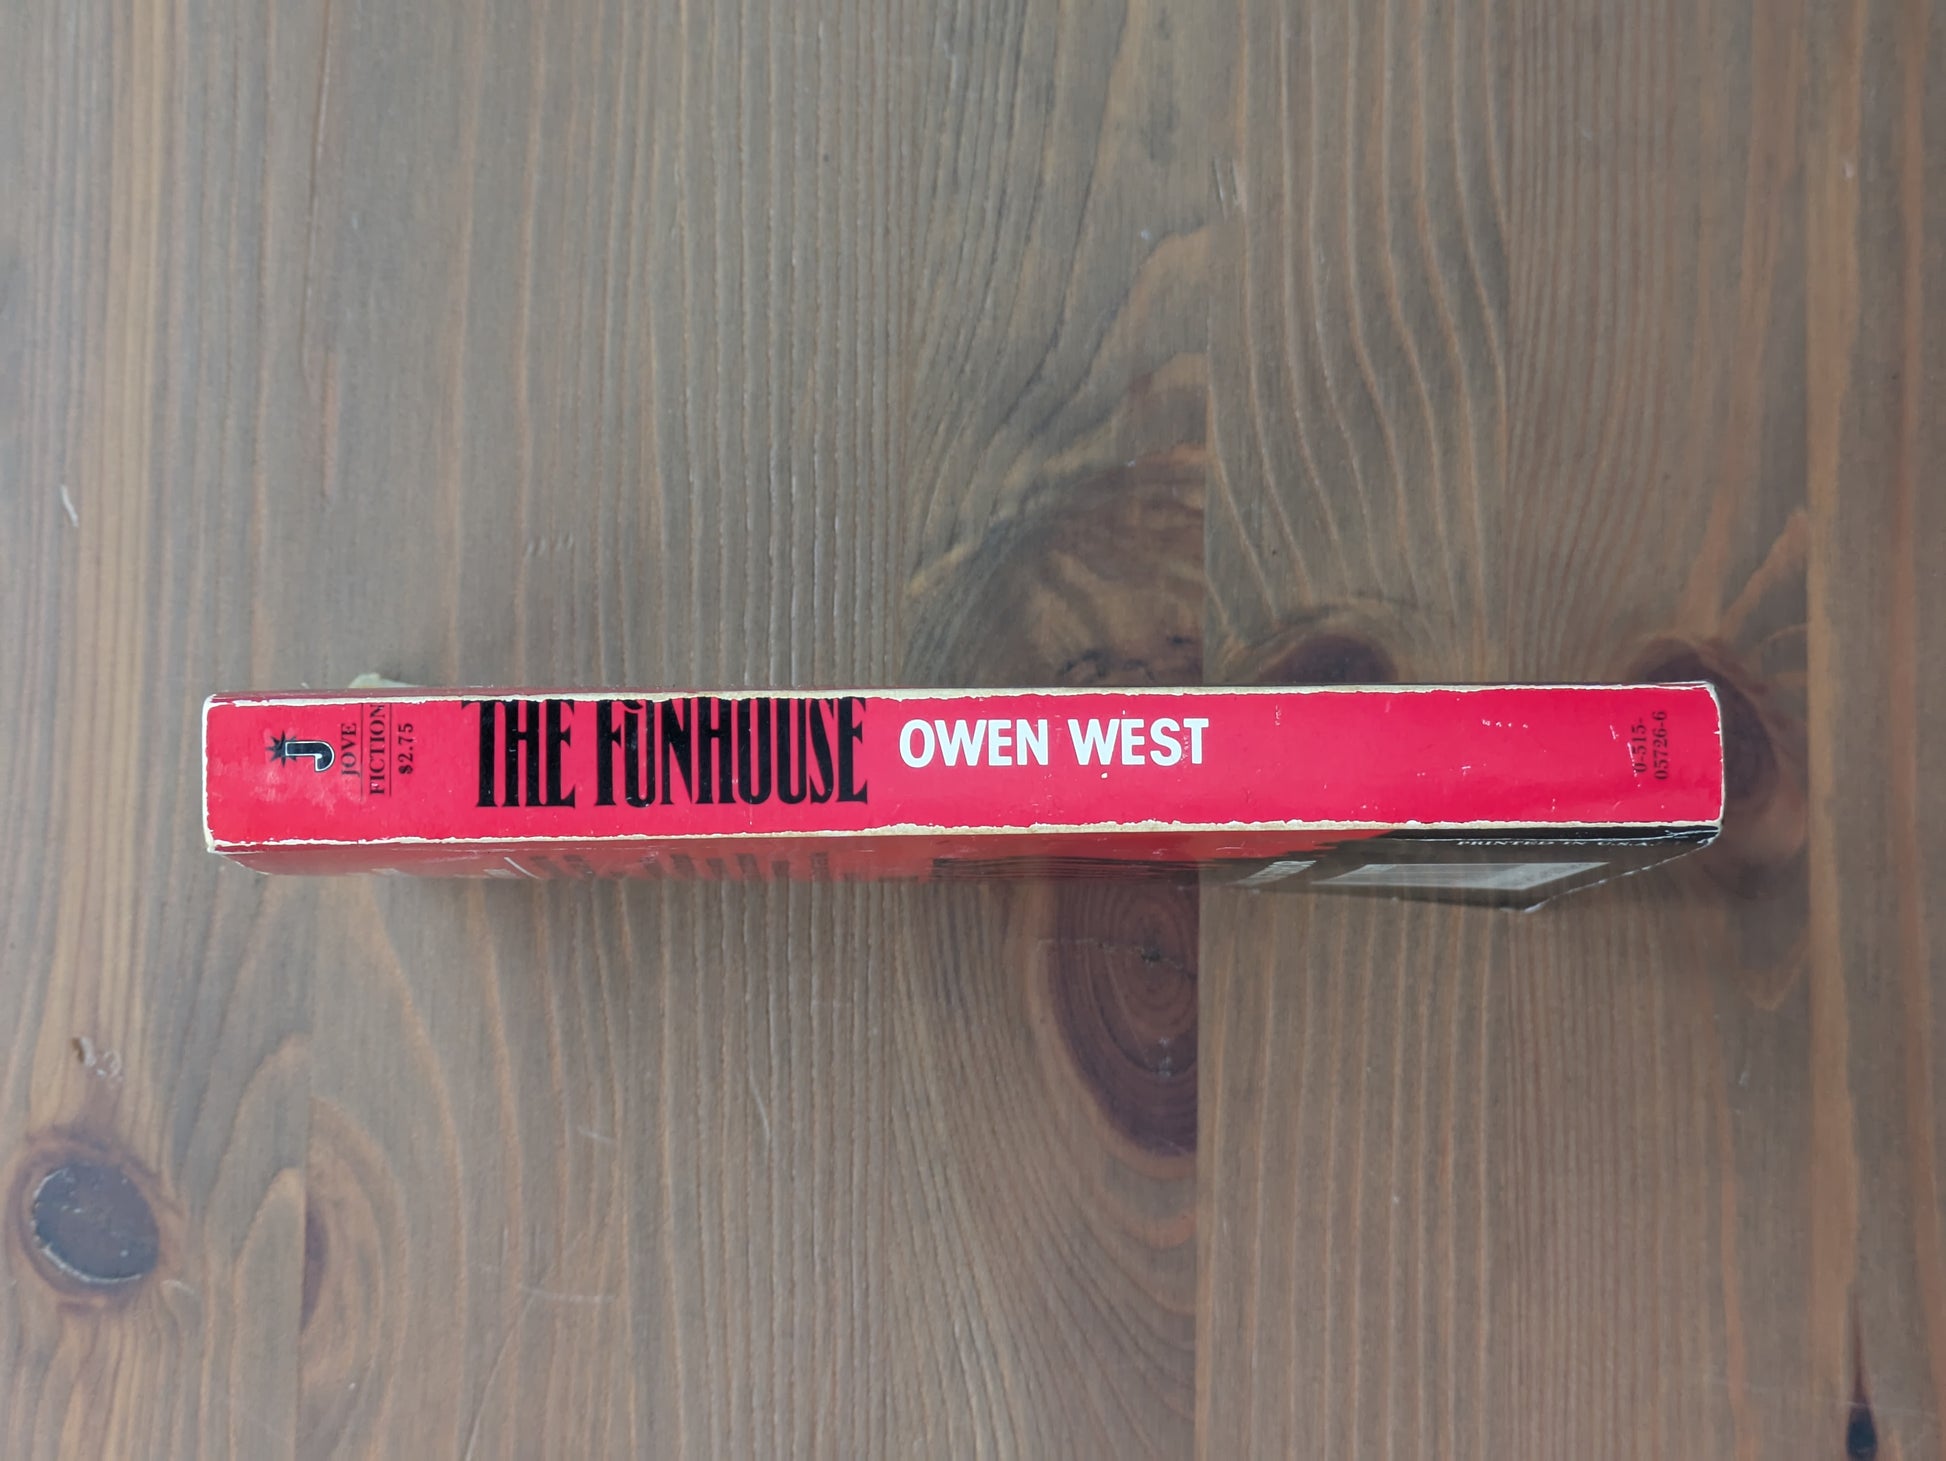 J
JOVE
FICTION
$2.75
THE FUNHOUSE
OWEN WEST
0-515-
05726-6
PRINTED IN U.S.A.